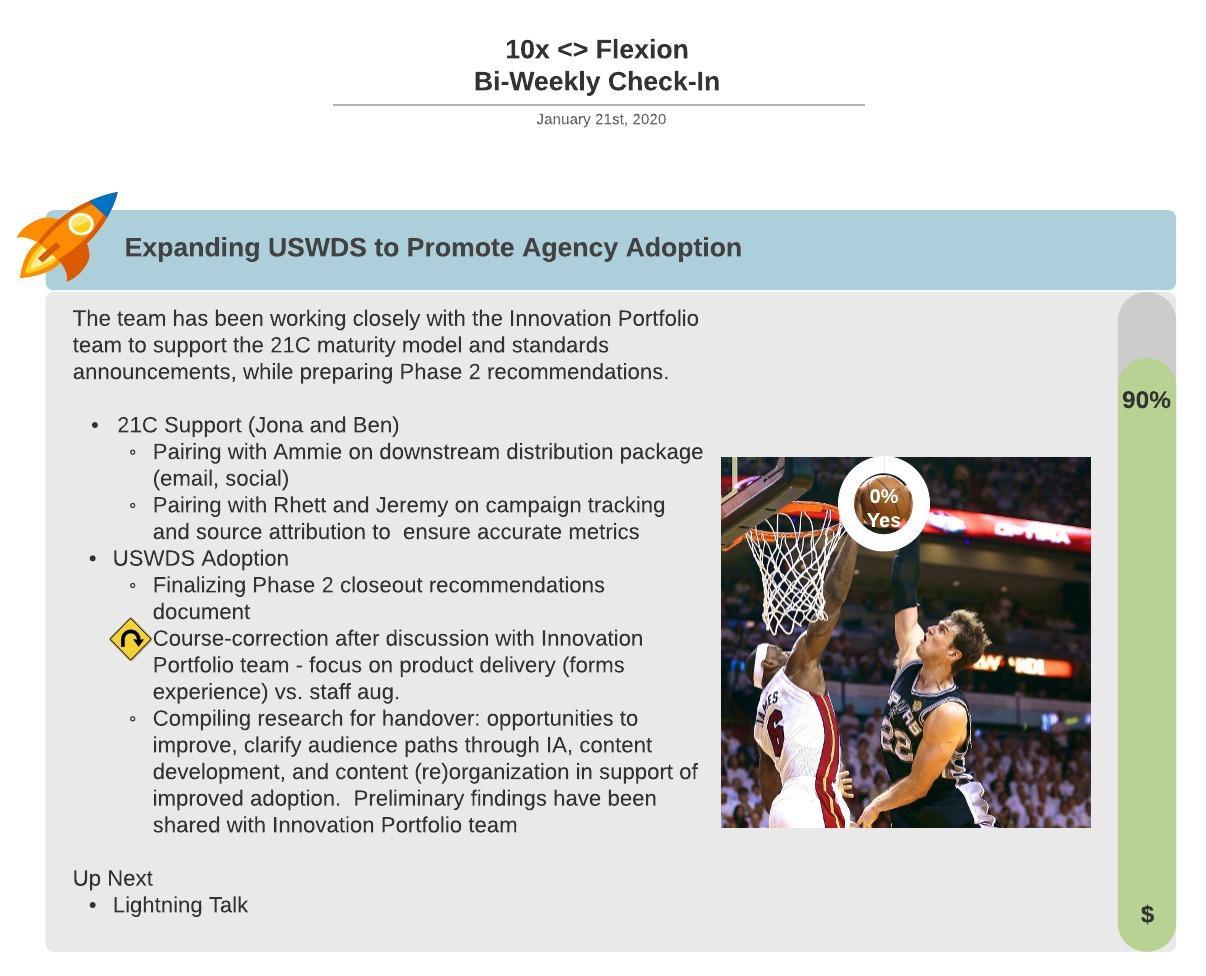 10x <> Flexion
Bi-Weekly Check-In
January 21st, 2020
Expanding USWDS to Promote Agency Adoption
The team has been working closely with the Innovation Portfolio
team to support the 21C maturity model and standards
announcements, while preparing Phase 2 recommendations.
• 21C Support (Jona and Ben)
◦ Pairing with Ammie on downstream distribution package
(email, social)
◦ Pairing with Rhett and Jeremy on campaign tracking
and source attribution to  ensure accurate metrics
• USWDS Adoption
◦ Finalizing Phase 2 closeout recommendations
document
Course-correction after discussion with Innovation
Portfolio team - focus on product delivery (forms
experience) vs. staff aug.
◦ Compiling research for handover: opportunities to
improve, clarify audience paths through IA, content
development, and content (re)organization in support of
improved adoption.  Preliminary findings have been
shared with Innovation Portfolio team
Up Next
• Lightning Talk
0%
Yes
JAMES
6
SPURS
22
90%
$